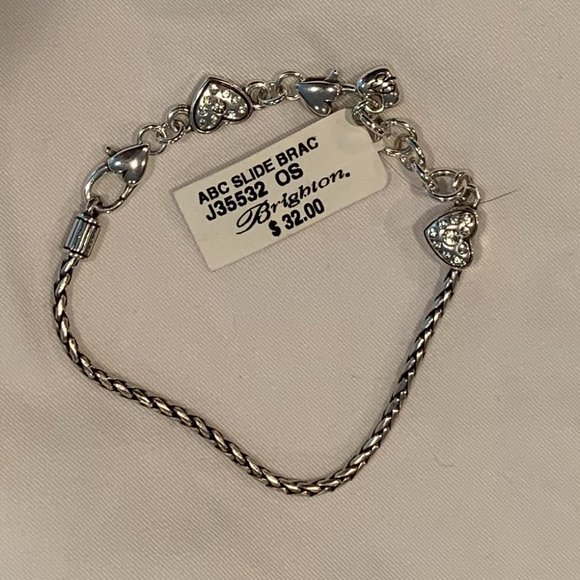 ABC SLIDE BRAC
J35532 OS
Brighton.
$ 32.00